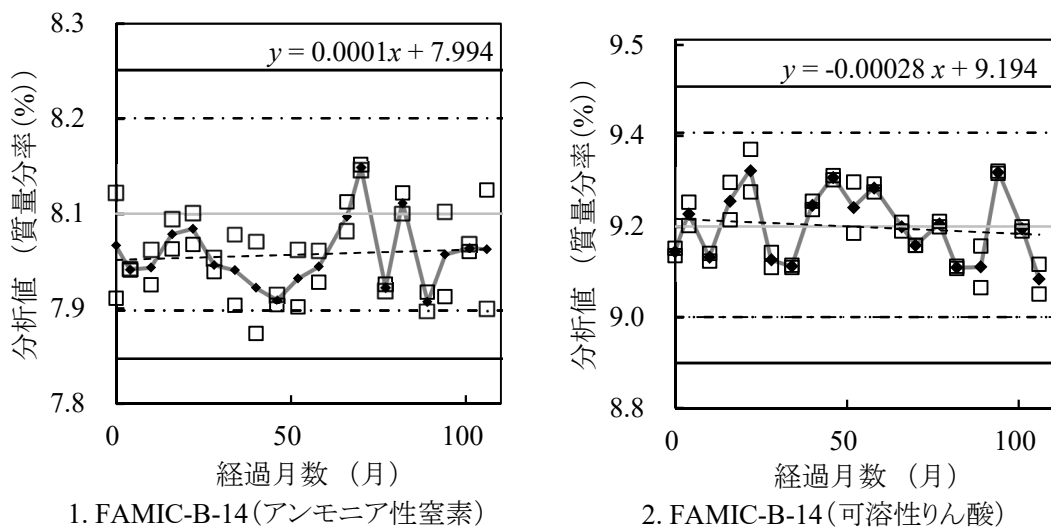 8.3
y = 0.0001x + 7.994
8.2
8.1
7.9
7.8
分析値 (質量分率(%))
0
50
100
経過月数 (月)
1. FAMIC-B-14(アンモニア性窒素)
9.5
y = -0.00028 x + 9.194
9.4
9.2
9.0
8.8
分析値 (質量分率(%))
0
50
100
経過月数 (月)
2. FAMIC-B-14(可溶性りん酸)